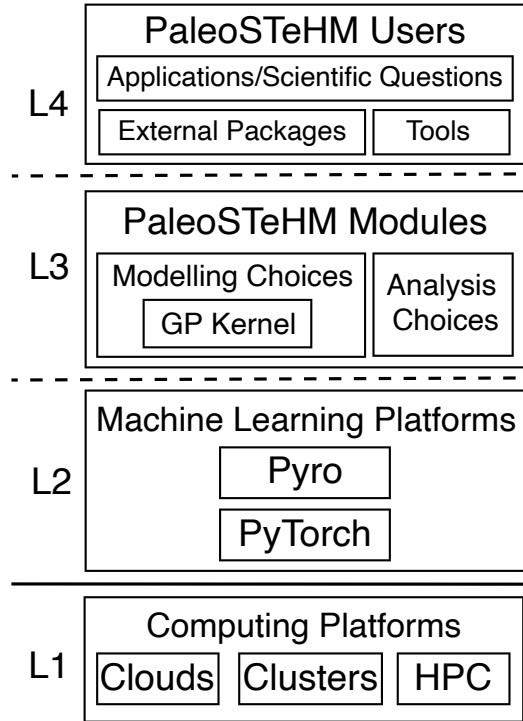 L4
PaleoSTeHM Users
Applications/Scientific Questions
External Packages
Tools
L3
PaleoSTeHM Modules
Modelling Choices
GP Kernel
Analysis
Choices
L2
Machine Learning Platforms
Pyro
PyTorch
L1
Computing Platforms
Clouds
Clusters
HPC